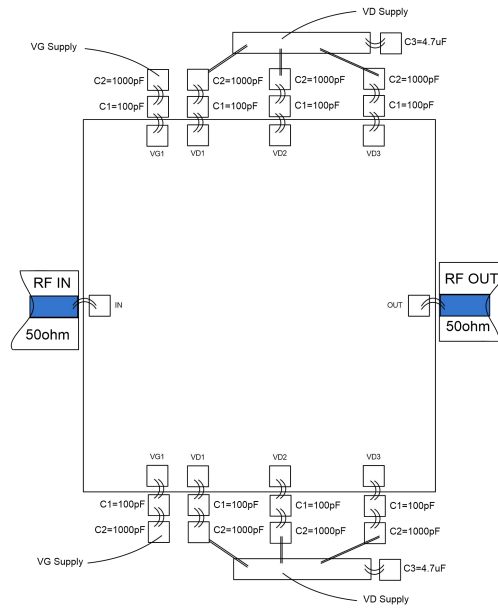 VD Supply
VG Supply
C3=4.7uF
C2=1000pF
C2=1000pF
C2=1000pF
C2=1000pF
C1=100pF
C1=100pF
C1=100pF
C1=100pF
VG1
VD1
VD2
VD3
RF IN
50ohm
IN
OUT
RF OUT
50ohm
VG1
VD1
VD2
VD3
C1=100pF
C1=100pF
C1=100pF
C1=100pF
C2=1000pF
C2=1000pF
C2=1000pF
C2=1000pF
VG Supply
C3=4.7uF
VD Supply